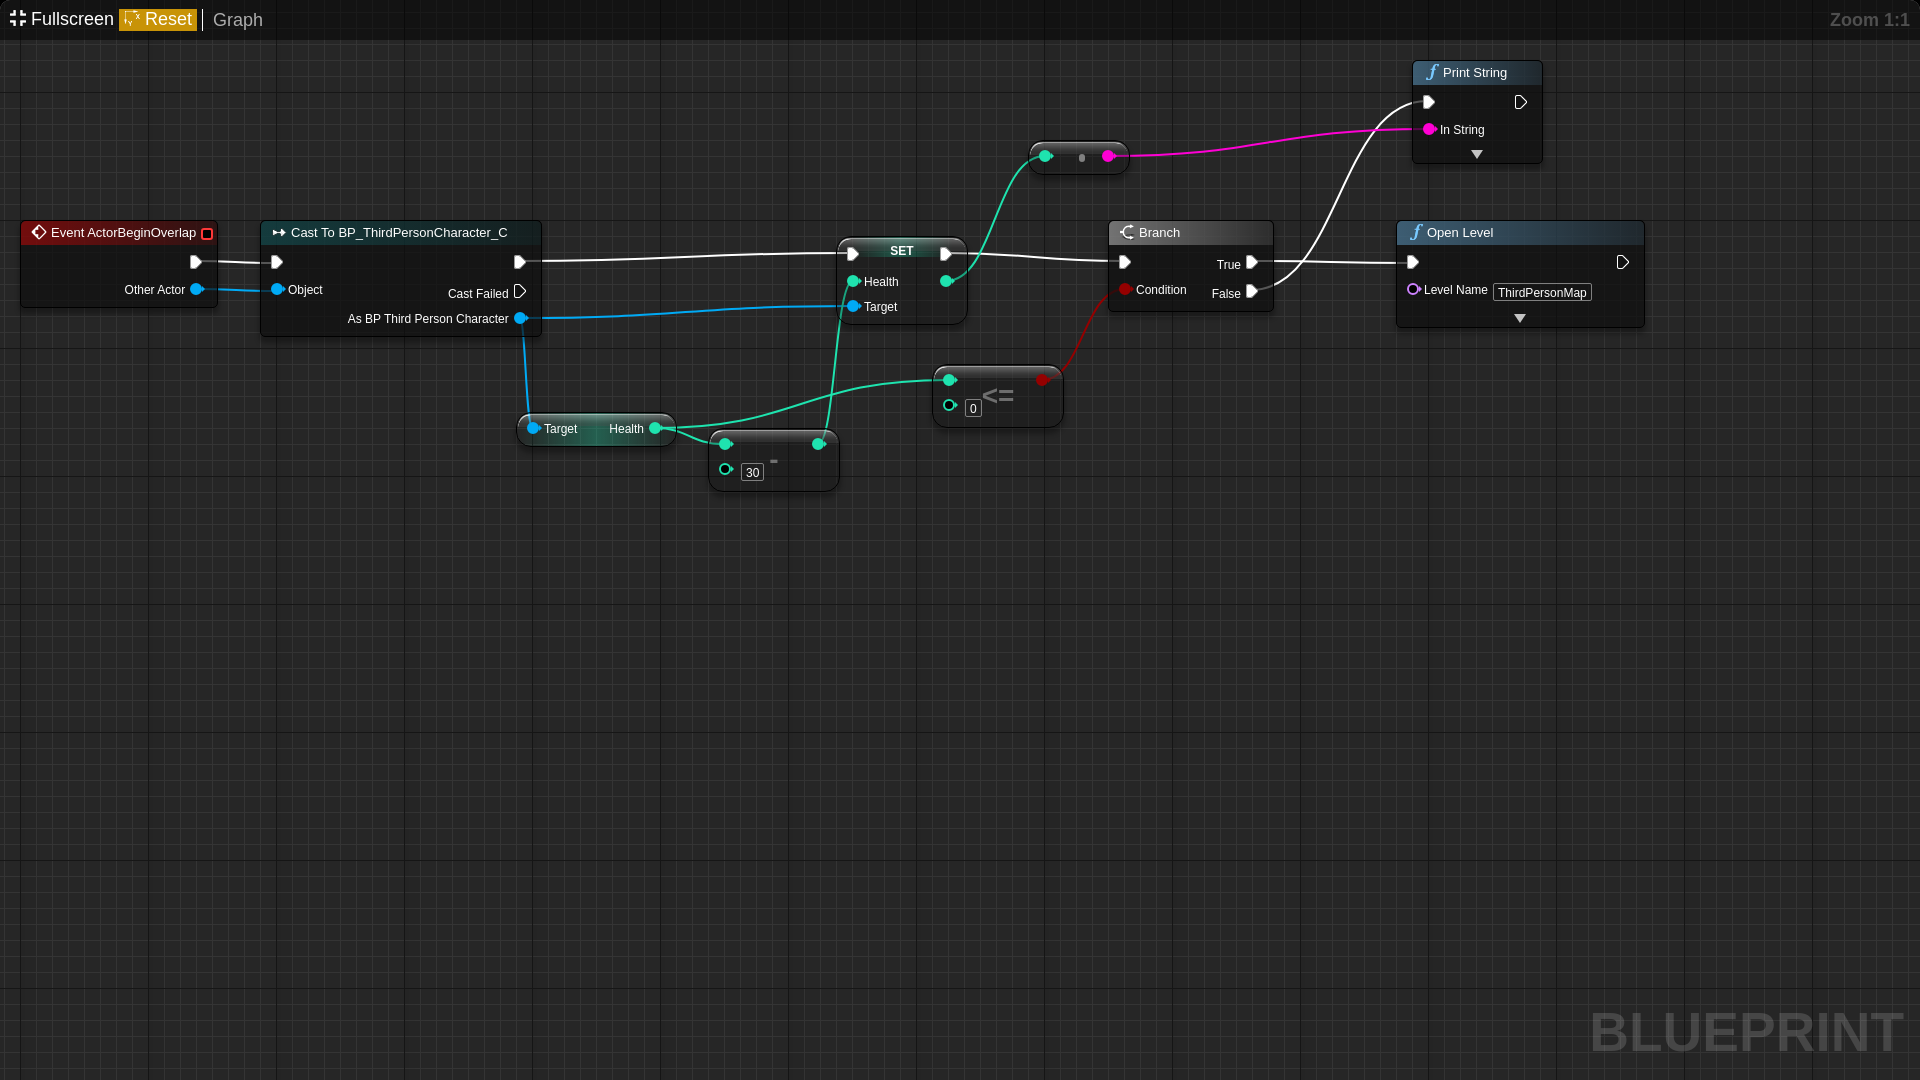 Fullscreen Reset Graph Zoom 1:1
Print String
In String
Event ActorBeginOverlap
Other Actor
Cast To BP_ThirdPersonCharacter_C
Object
Cast Failed
As BP Third Person Character
SET
Health
Target
Branch
True
Condition
False
Open Level
Level Name ThirdPersonMap
<=
0
Target Health
-
30
BLUEPRINT